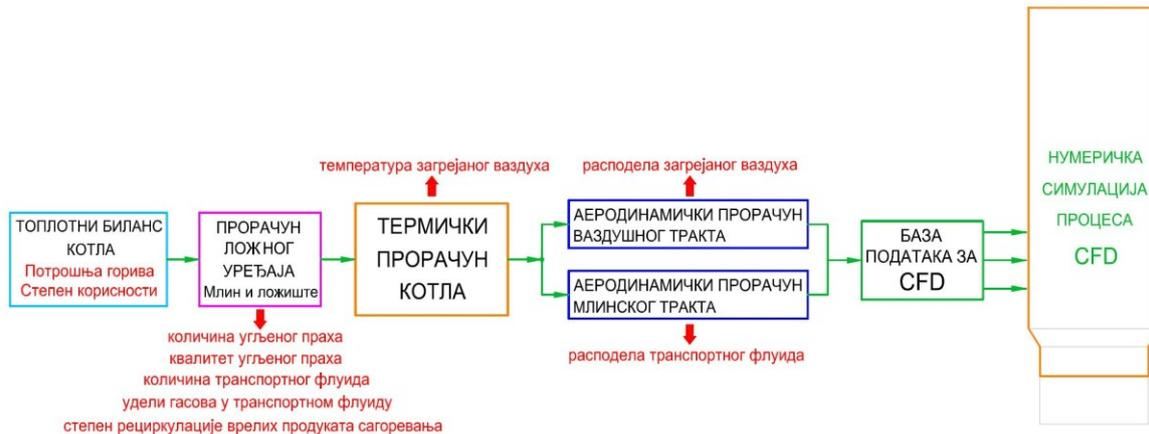 ТОПЛОТНИ БИЛАНС
КОТЛА
Потрошња горива
Степен корисности
ПРОРАЧУН
ЛОЖНОГ
УРЕЂАЈА
Млин и ложиште
количина угљеног праха
квалитет угљеног праха
количина транспортног флуида
удели гасова у транспортном флуиду
степен рециркулације врелих продуката сагоревања
температура загрејаног ваздуха
ТЕРМИЧКИ
ПРОРАЧУН
КОТЛА
расподела загрејаног ваздуха
АЕРОДИНАМИЧКИ ПРОРАЧУН
ВАЗДУШНОГ ТРАКТА
АЕРОДИНАМИЧКИ ПРОРАЧУН
МЛИНСКОГ ТРАКТА
расподела транспортног флуида
БАЗА
ПОДАТАКА ЗА
CFD
НУМЕРИЧКА
СИМУЛАЦИЈА
ПРОЦЕСА
CFD